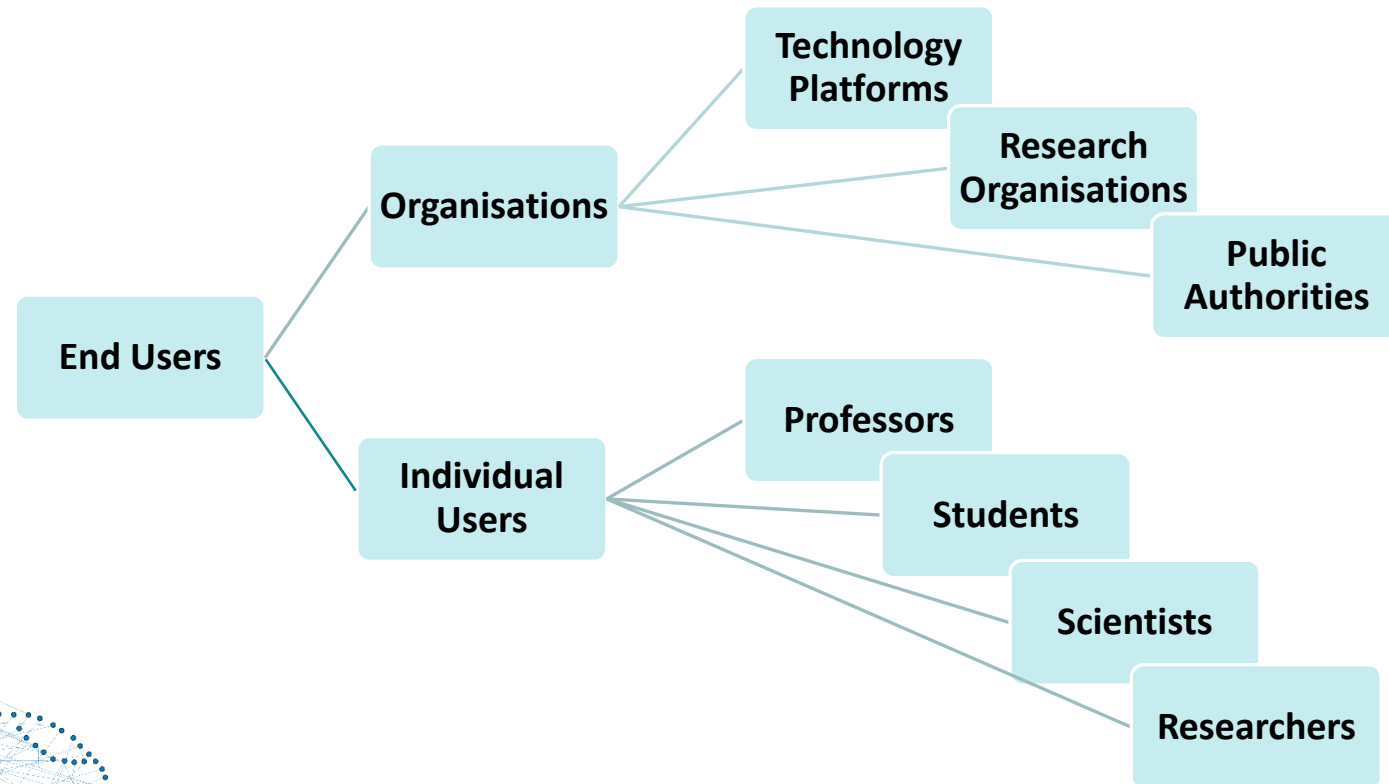 Technology
Platforms
Research
Organisations
Organisations
Public
Authorities
End Users
Professors
Individual
Users
Students
Scientists
Researchers